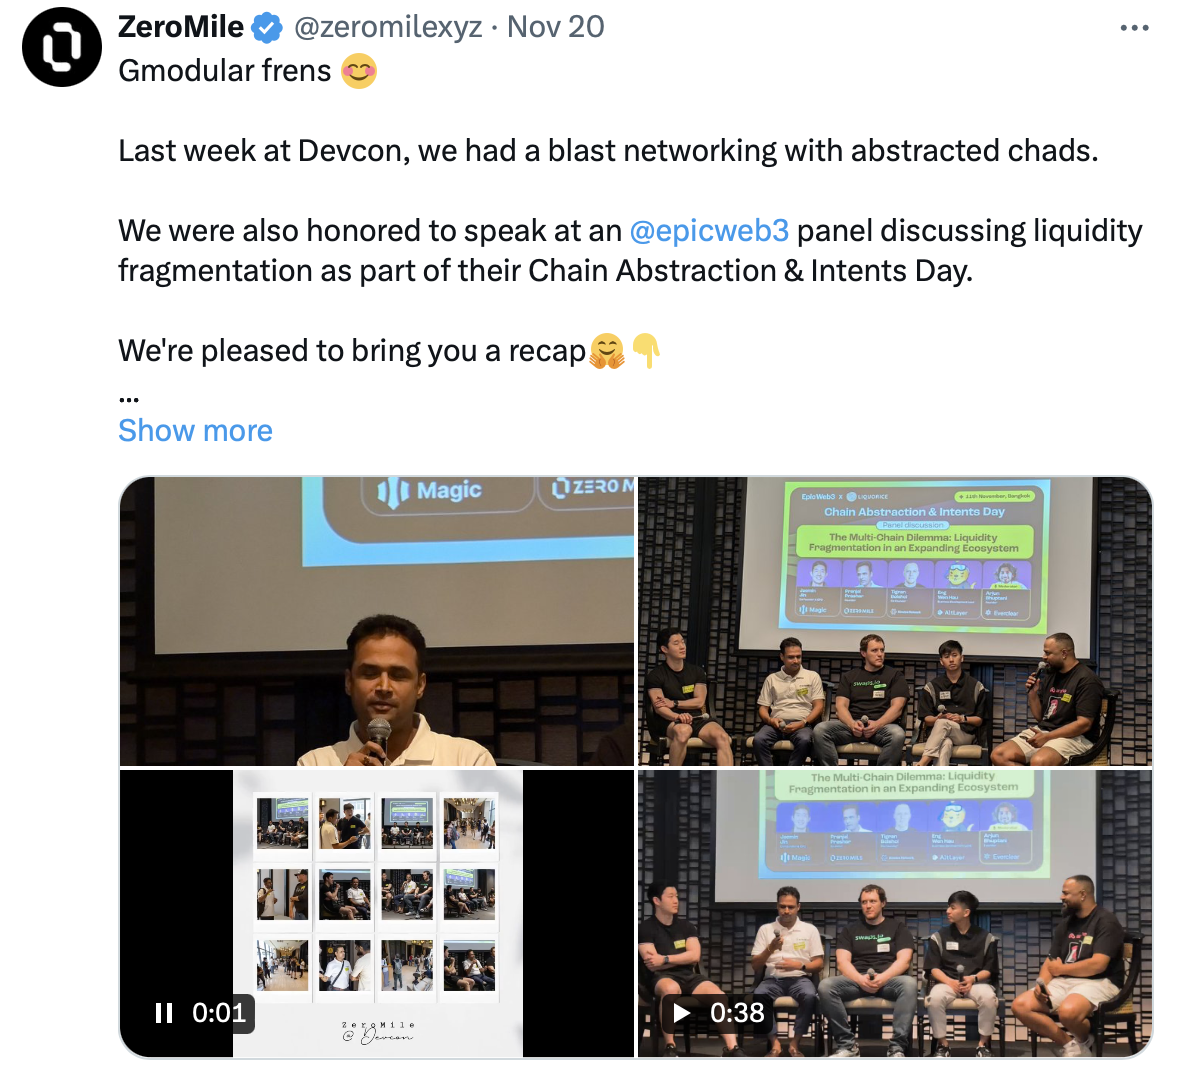 ZeroMile @zeromilexyz · Nov 20
Gmodular frens 😊
Last week at Devcon, we had a blast networking with abstracted chads.
We were also honored to speak at an @epicweb3 panel discussing liquidity
fragmentation as part of their Chain Abstraction & Intents Day.
We're pleased to bring you a recap🤗👇
...
Show more
Magic
ZERO M
EpicWeb3 x LIQUORICE
11th November, Bangkok
Chain Abstraction & Intents Day
Panel discussion
The Multi-Chain Dilemma: Liquidity
Fragmentation in an Expanding Ecosystem
Magic
ZERO MILE
AltLayer
Everclear
swaps.io
0:01
ZeroMile
@ Devcon
The Multi-Chain Dilemma: Liquidity
Fragmentation in an Expanding Ecosystem
Magic
ZERO MILE
AltLayer
Everclear
swaps.io
0:38